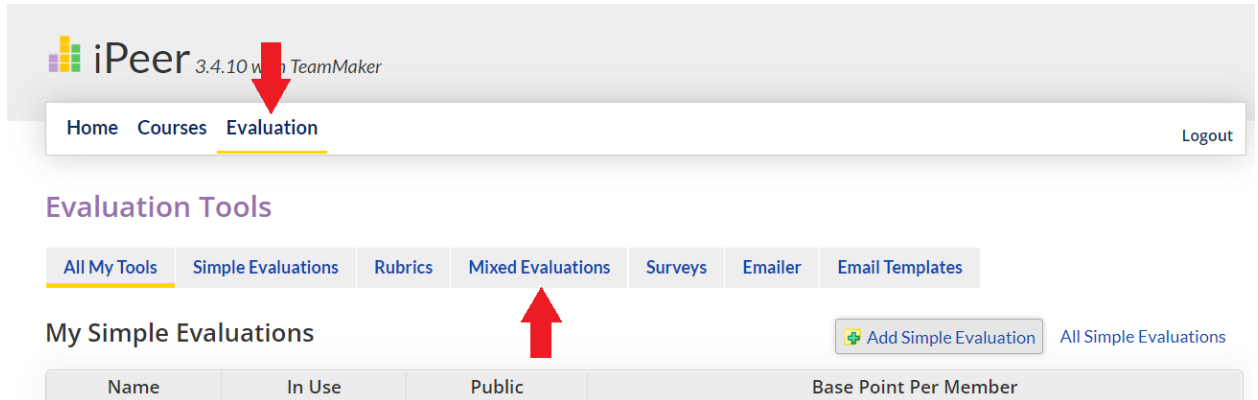 iPeer 3.4.10 with TeamMaker
Home Courses Evaluation Logout
Evaluation Tools
All My Tools Simple Evaluations Rubrics Mixed Evaluations Surveys Emailer Email Templates
My Simple Evaluations Add Simple Evaluation All Simple Evaluations
Name In Use Public Base Point Per Member